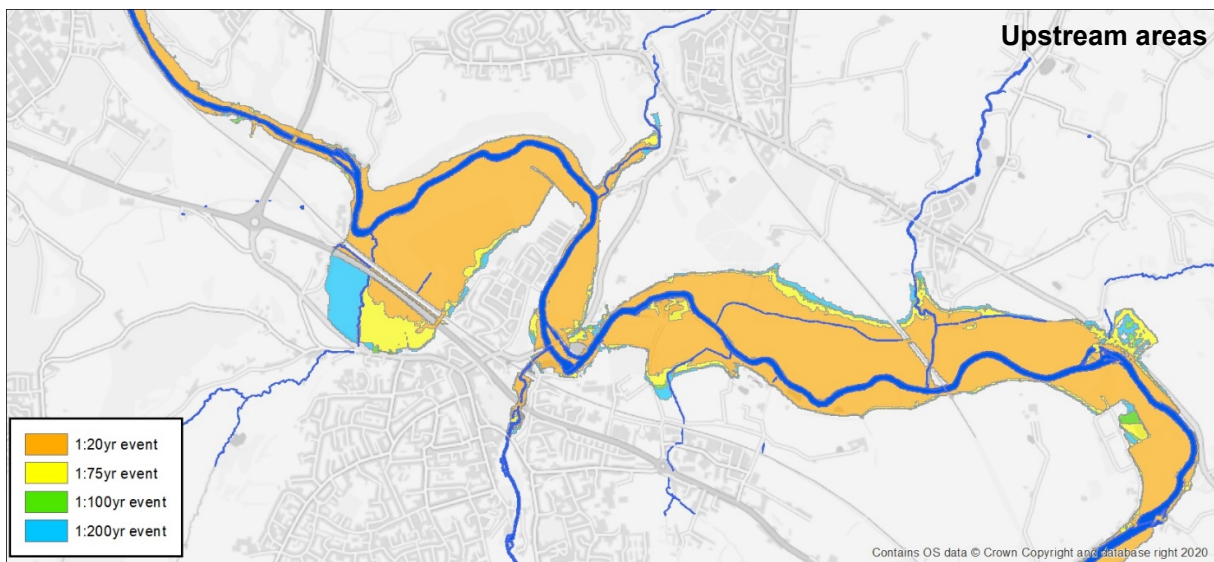 Upstream areas
1:20yr event
1:75yr event
1:100yr event
1:200yr event
Contains OS data © Crown Copyright and database right 2020